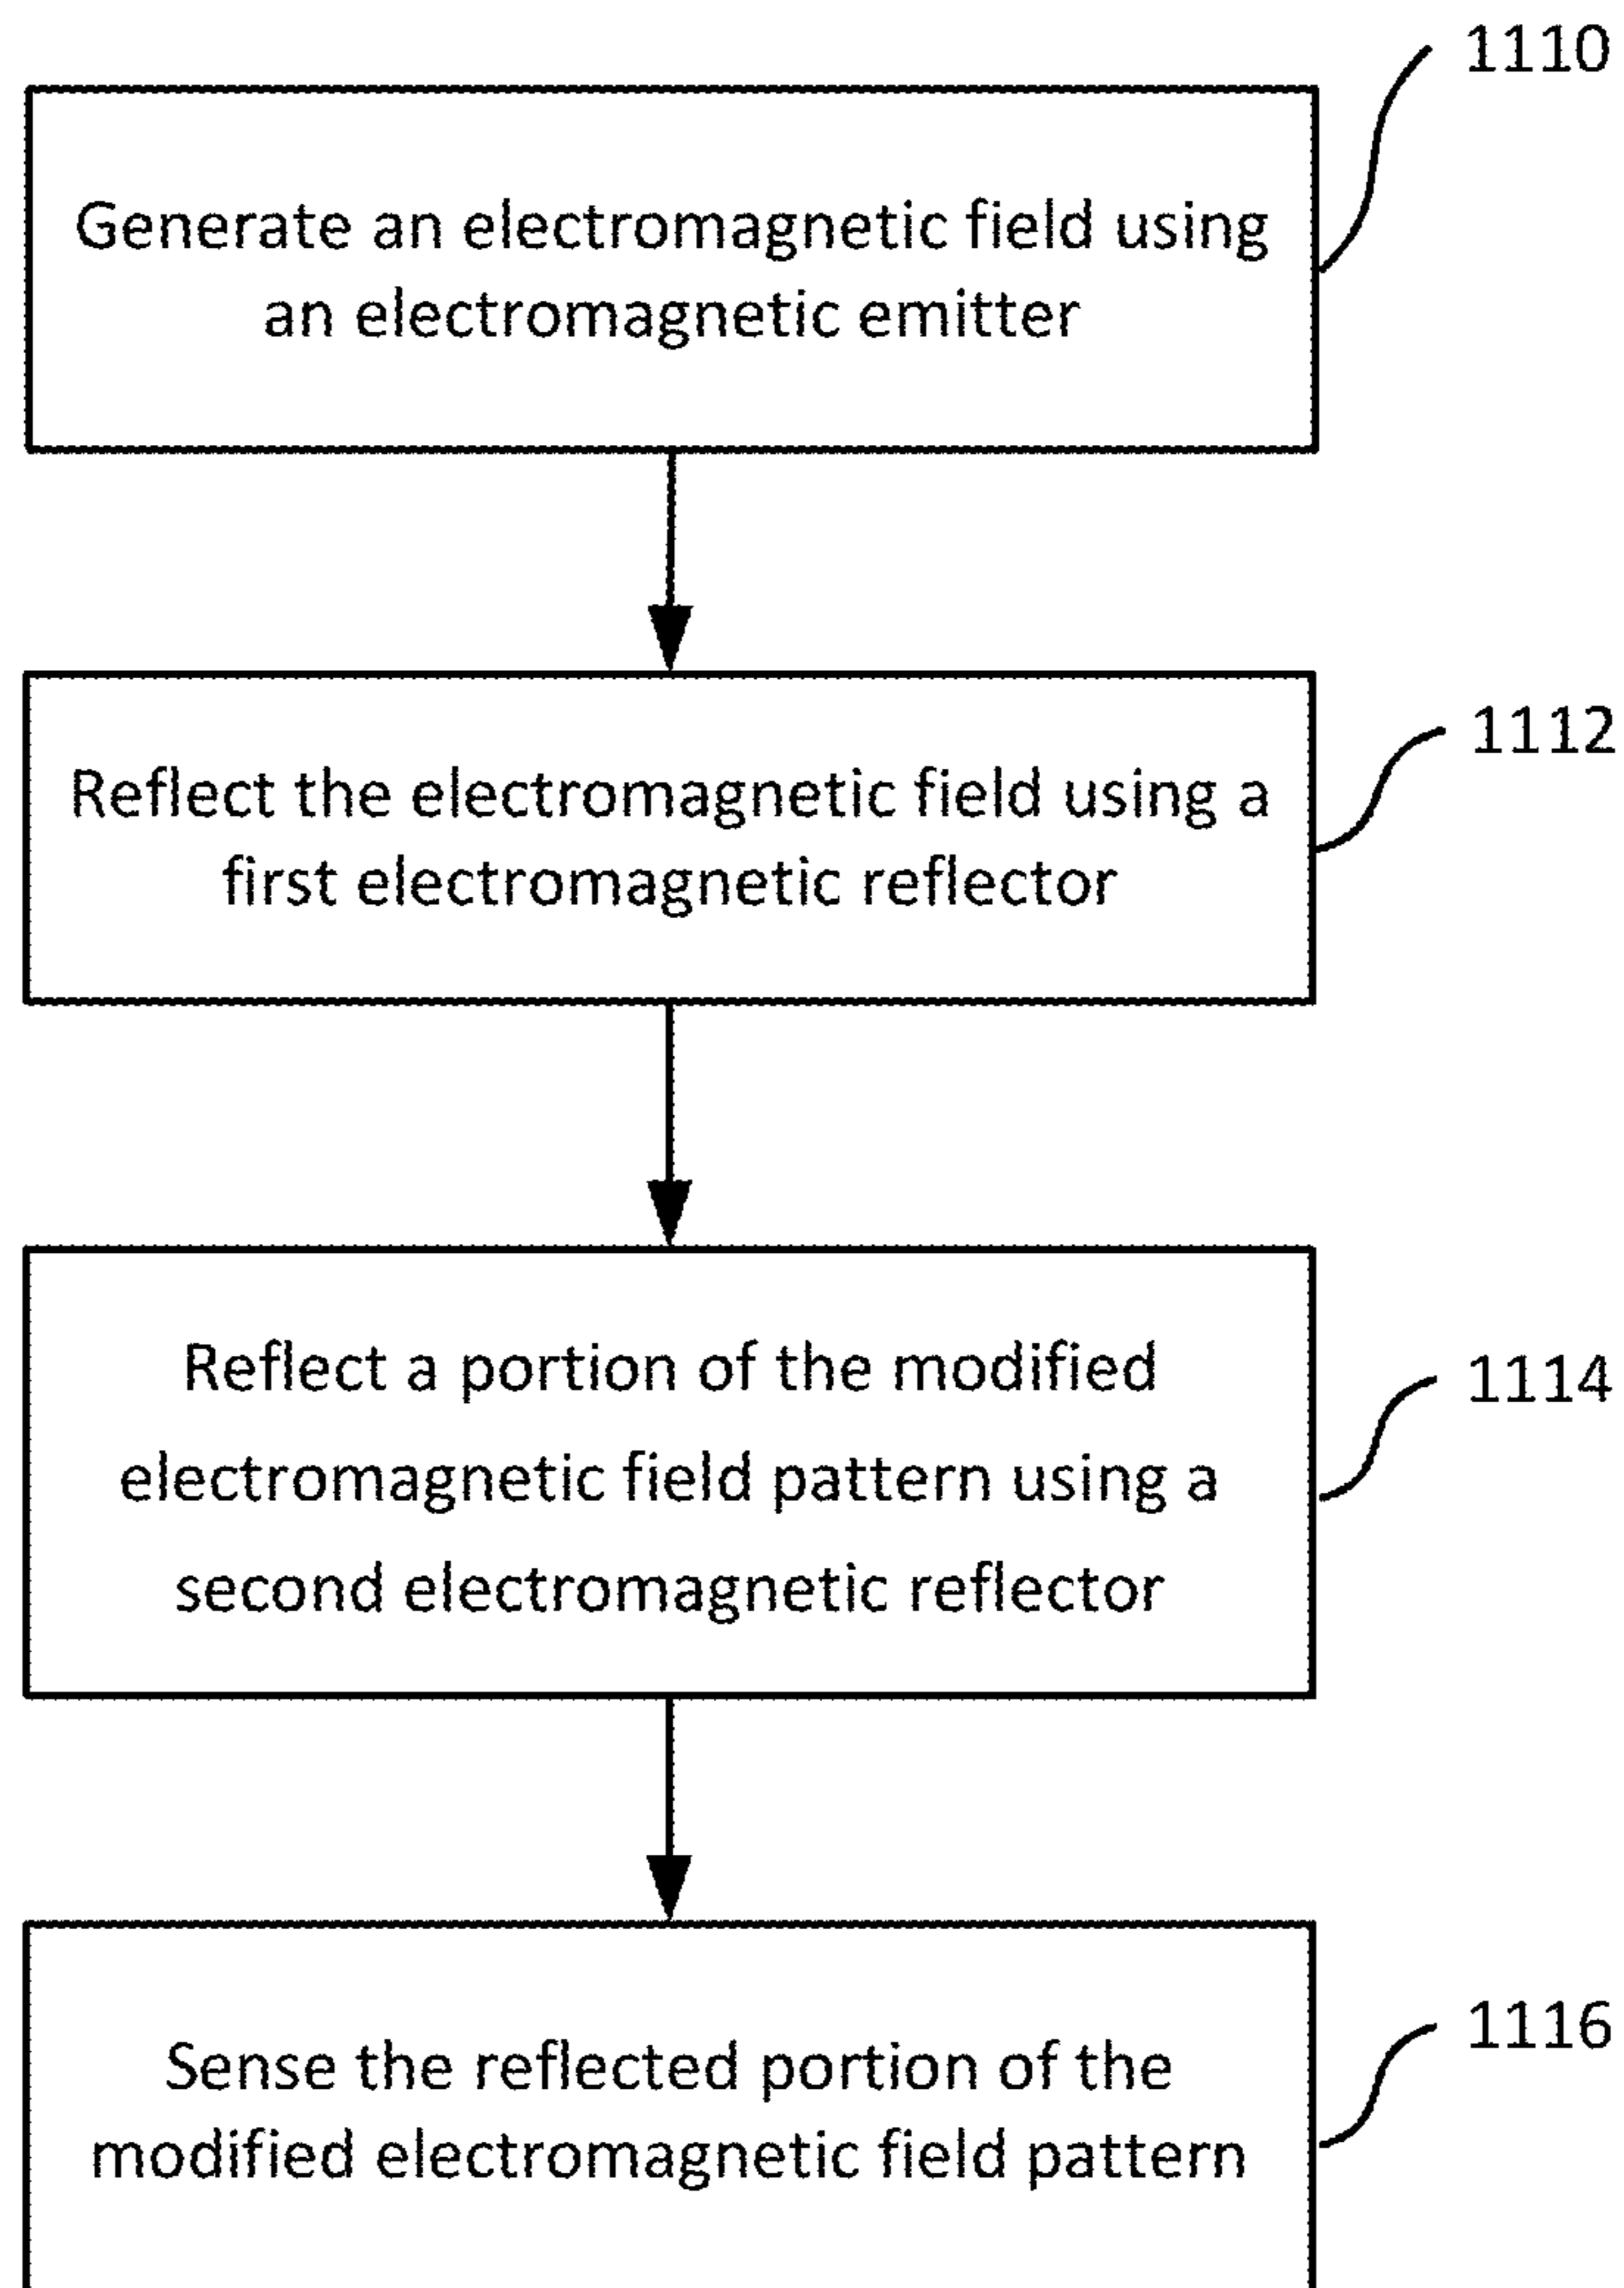 1110
Generate an electromagnetic field using
an electromagnetic emitter
1112
Reflect the electromagnetic field using a
first electromagnetic reflector
1114
Reflect a portion of the modified
electromagnetic field pattern using a
second electromagnetic reflector
1116
Sense the reflected portion of the
modified electromagnetic field pattern